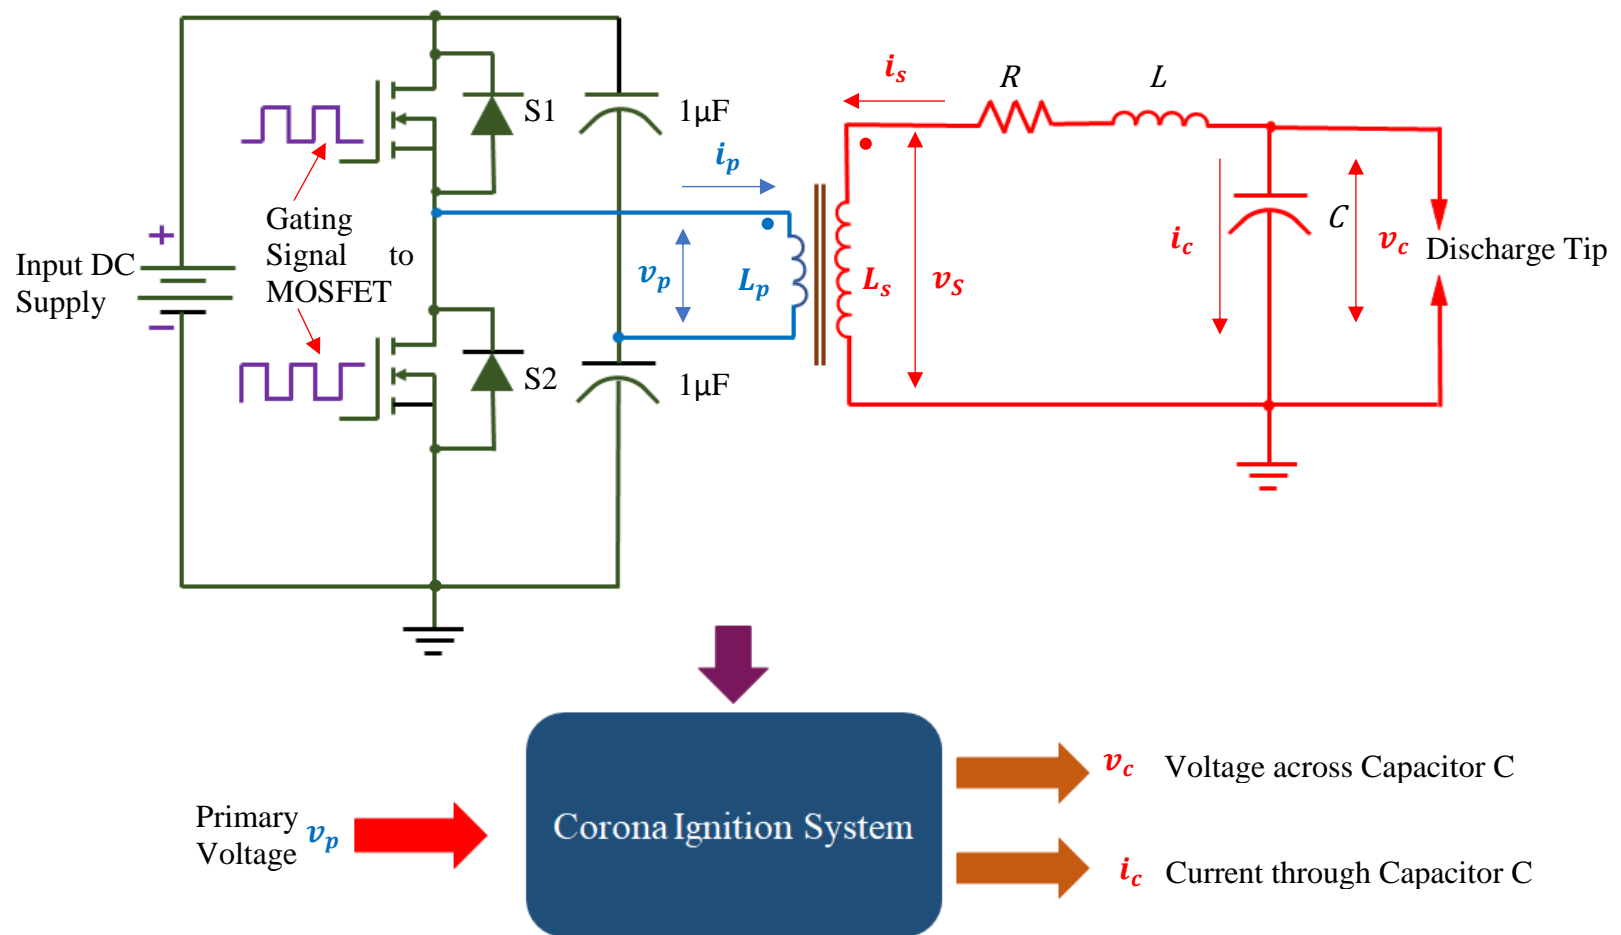 S1
1μF
i_s
R
L
i_p
Gating
Signal to
MOSFET
+
Input DC
Supply
−
v_p
L_p
L_s
v_S
i_c
C
v_c
Discharge Tip
S2
1μF
Primary
Voltage
v_p
Corona Ignition System
v_c Voltage across Capacitor C
i_c Current through Capacitor C